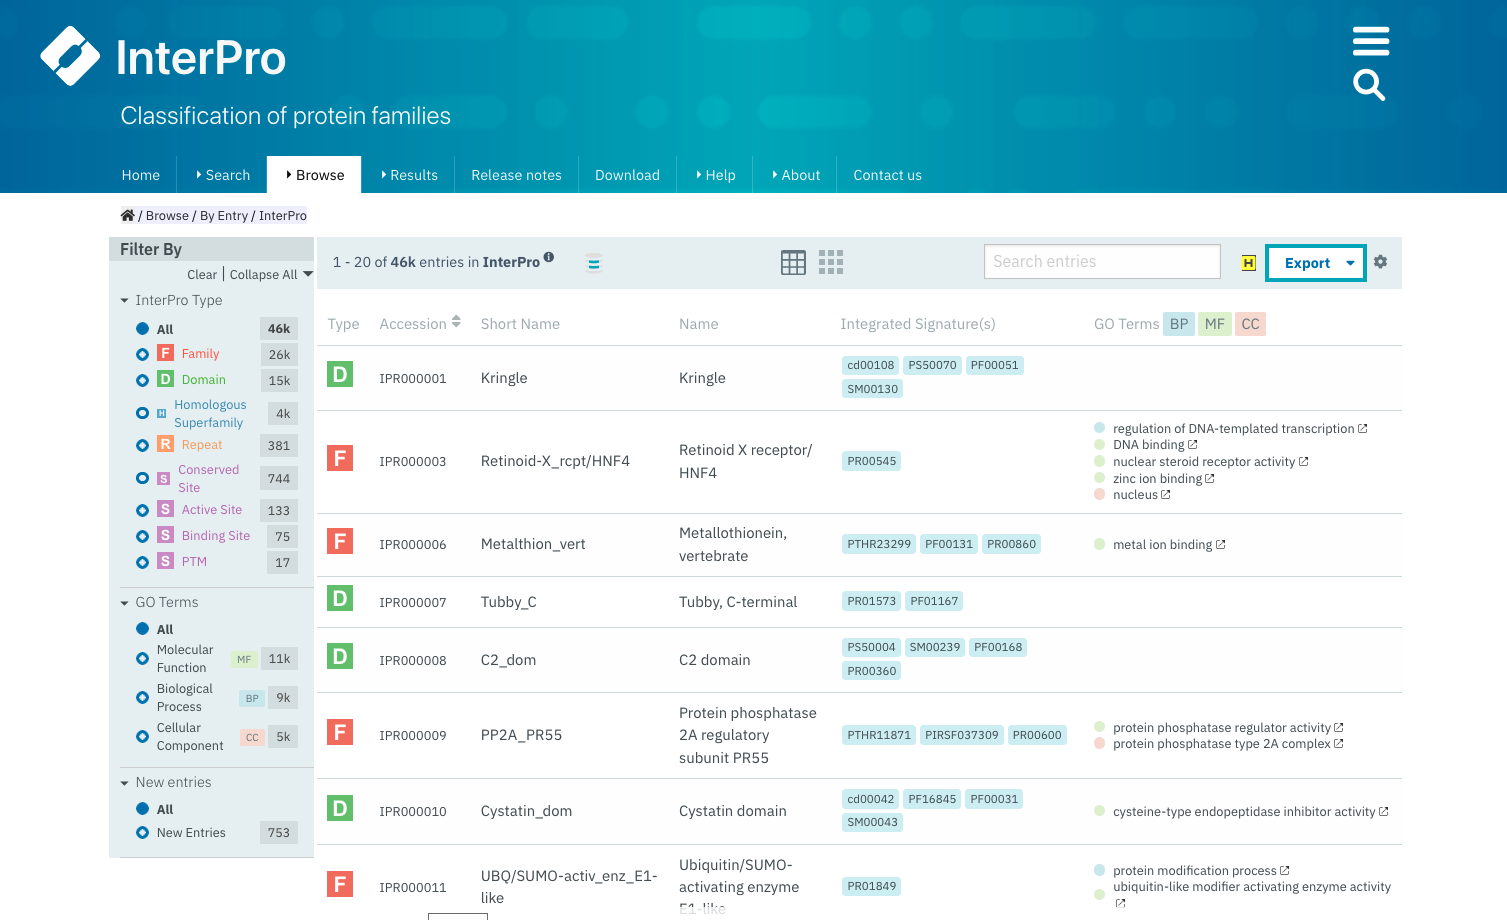 InterPro
Classification of protein families
Home
Search
Browse
Results
Release notes
Download
Help
About
Contact us
/ Browse / By Entry / InterPro
Filter By
Clear | Collapse All
InterPro Type
All 46k
F Family 26k
D Domain 15k
H Homologous
Superfamily 4k
R Repeat 381
S Conserved
Site 744
S Active Site 133
S Binding Site 75
S PTM 17
GO Terms
All
Molecular
Function MF 11k
Biological
Process BP 9k
Cellular
Component CC 5k
New entries
All
New Entries 753
1 - 20 of 46k entries in InterPro i
Search entries
H
Export
Type Accession Short Name Name Integrated Signature(s) GO Terms BP MF CC
D IPR000001 Kringle Kringle cd00108 PS50070 PF00051
SM00130
F IPR000003 Retinoid-X_rcpt/HNF4 Retinoid X receptor/
HNF4
PR00545
regulation of DNA-templated transcription
DNA binding
nuclear steroid receptor activity
zinc ion binding
nucleus
F IPR000006 Metalthion_vert Metallothionein,
vertebrate
PTHR23299 PF00131 PR00860
metal ion binding
D IPR000007 Tubby_C Tubby, C-terminal PR01573 PF01167
D IPR000008 C2_dom C2 domain PS50004 SM00239 PF00168
PR00360
F IPR000009 PP2A_PR55 Protein phosphatase
2A regulatory
subunit PR55
PTHR11871 PIRSF037309 PR00600
protein phosphatase regulator activity
protein phosphatase type 2A complex
D IPR000010 Cystatin_dom Cystatin domain cd00042 PF16845 PF00031
SM00043
cysteine-type endopeptidase inhibitor activity
F IPR000011 UBQ/SUMO-activ_enz_E1-
like
Ubiquitin/SUMO-
activating enzyme
E1-like
PR01849
protein modification process
ubiquitin-like modifier activating enzyme activity